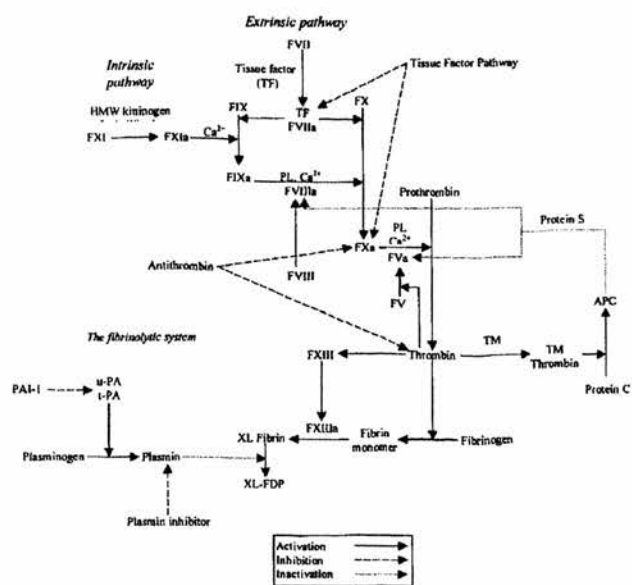 Extrinsic pathway
FVII
Intrinsic
pathway
Tissue factor
(TF)
Tissue Factor Pathway
HMW kininogen
FIX
TF
FVIIa
FX
FXI
FXIa
Ca²⁺
FIXa
PL, Ca²⁺
FVIIIa
Prothrombin
Protein S
PL
Ca²⁺
FXa
FVa
Antithrombin
FVIII
FV
APC
The fibrinolytic system
FXIII
Thrombin
TM
TM
Thrombin
Protein C
PAI-1
u-PA
t-PA
FXIIIa
XL Fibrin
Fibrin
monomer
Fibrinogen
Plasminogen
Plasmin
XL-FDP
Plasmin inhibitor
Activation
Inhibition
Inactivation